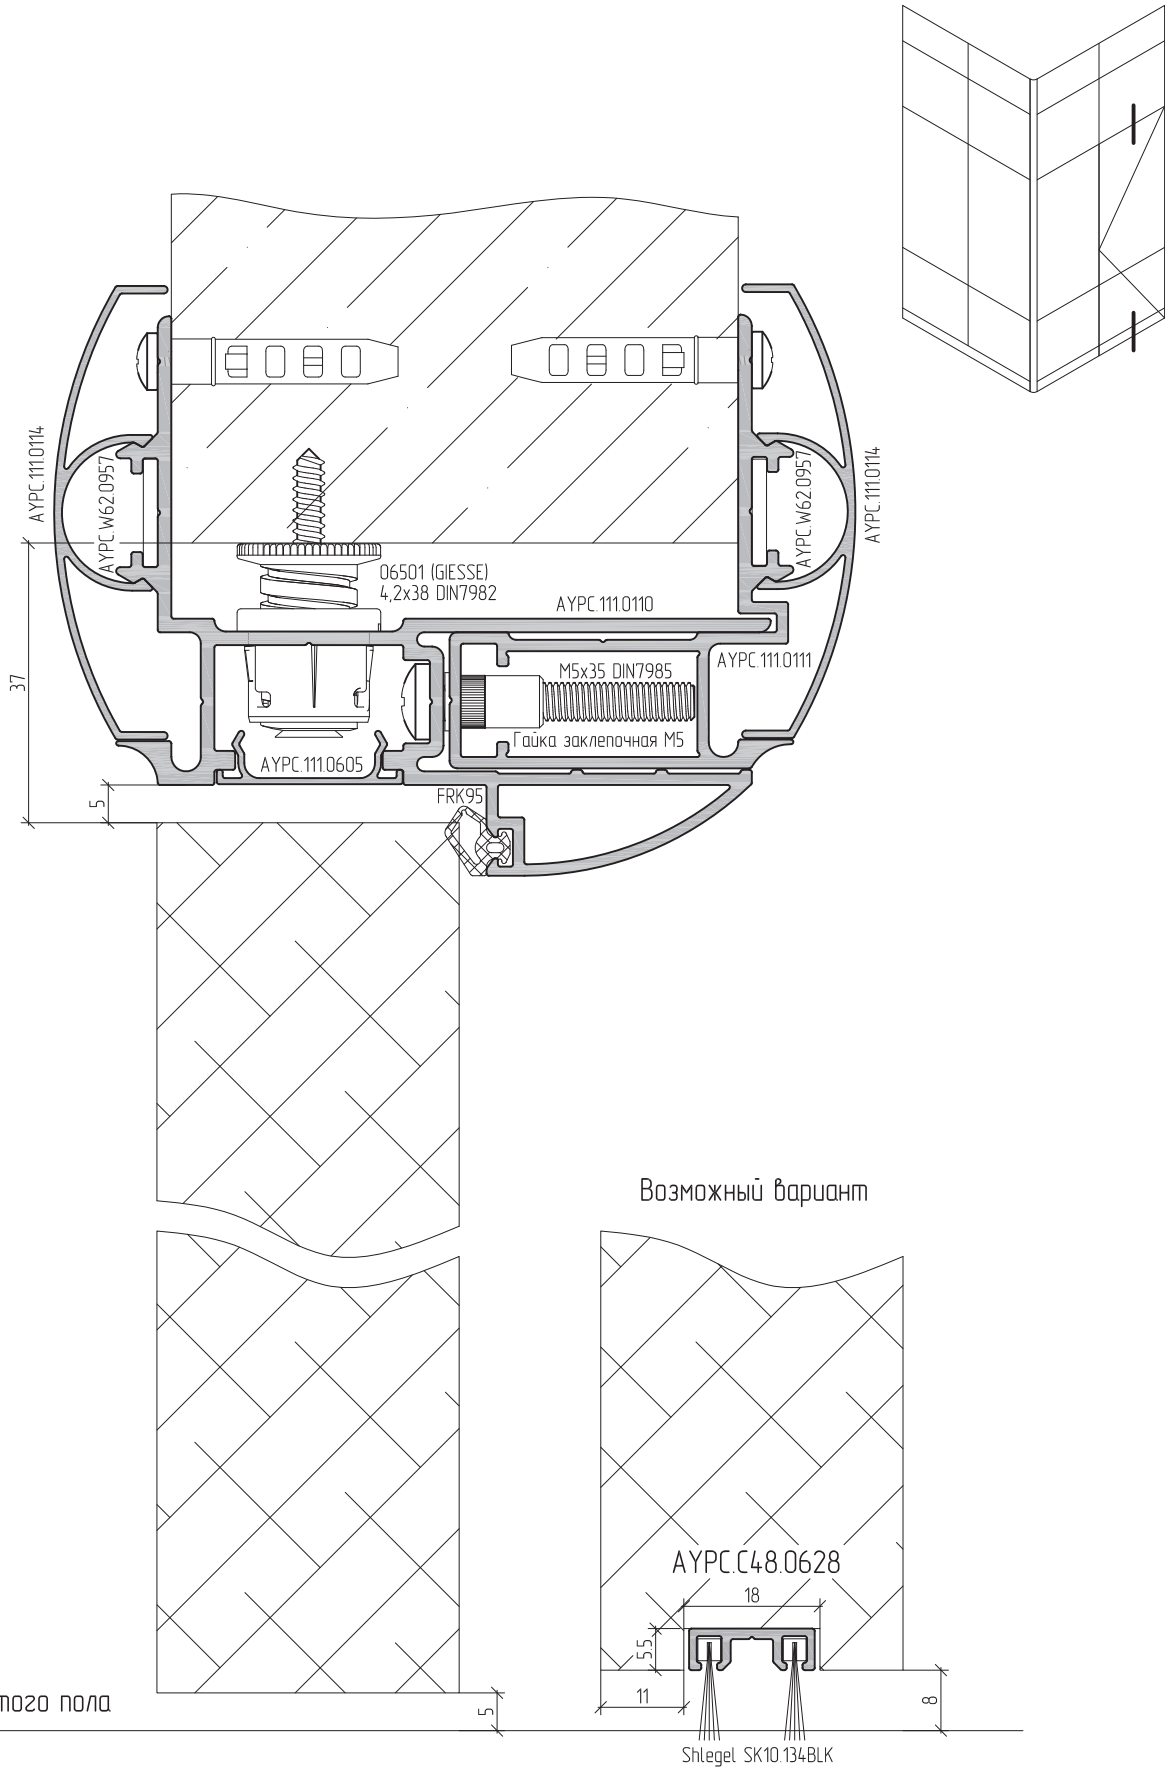 AYPC.111.0114
AYPC.W62.0957
AYPC.W62.0957
AYPC.111.0114
06501 (GIESSE)
4,2x38 DIN7982
AYPC.111.0110
AYPC.111.0111
M5x35 DIN7985
Гайка заклепочная М5
AYPC.111.0605
FRK95
37
5
Возможный вариант
AYPC.C48.0628
18
5.5
11
8
того пола
5
Shlegel SK10.134BLK